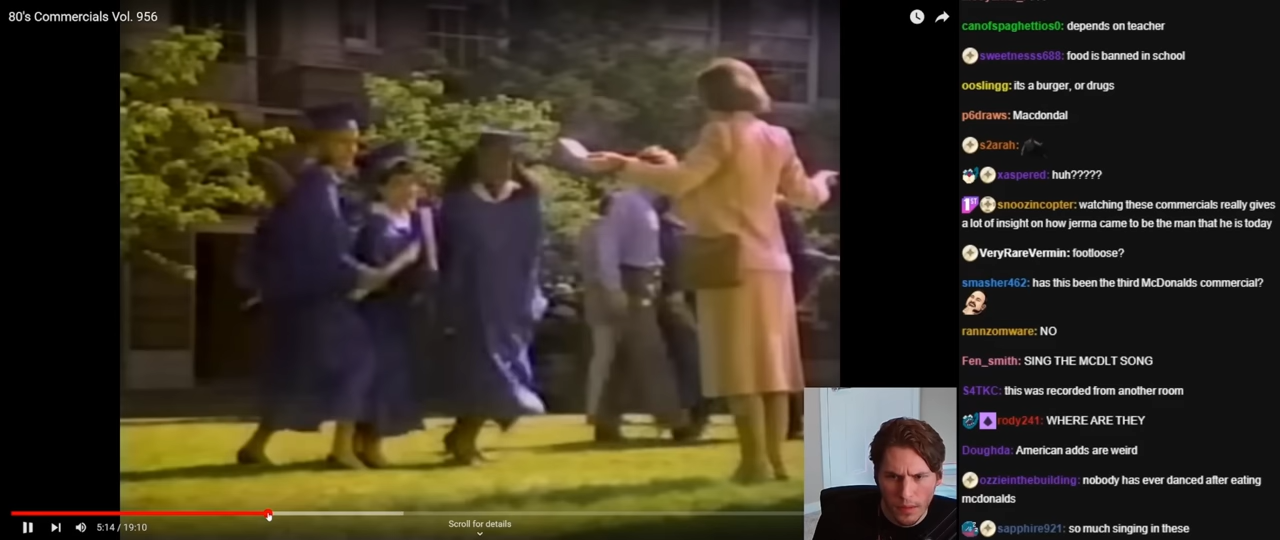 80's Commercials Vol. 956
canofspaghettios0: depends on teacher
sweetnesss688: food is banned in school
ooslingg: its a burger, or drugs
p6draws: Macdondal
s2arah:
xaspered: huh?????
1ST snoozincopter: watching these commercials really gives
a lot of insight on how jerma came to be the man that he is today
VeryRareVermin: footloose?
smasher462: has this been the third McDonalds commercial?
rannzomware: NO
Fen_smith: SING THE MCDLT SONG
S4TKC: this was recorded from another room
rody241: WHERE ARE THEY
Doughda: American adds are weird
ozzieinthebuilding: nobody has ever danced after eating
mcdonalds
sapphire921: so much singing in these
5:14 / 19:10
Scroll for details